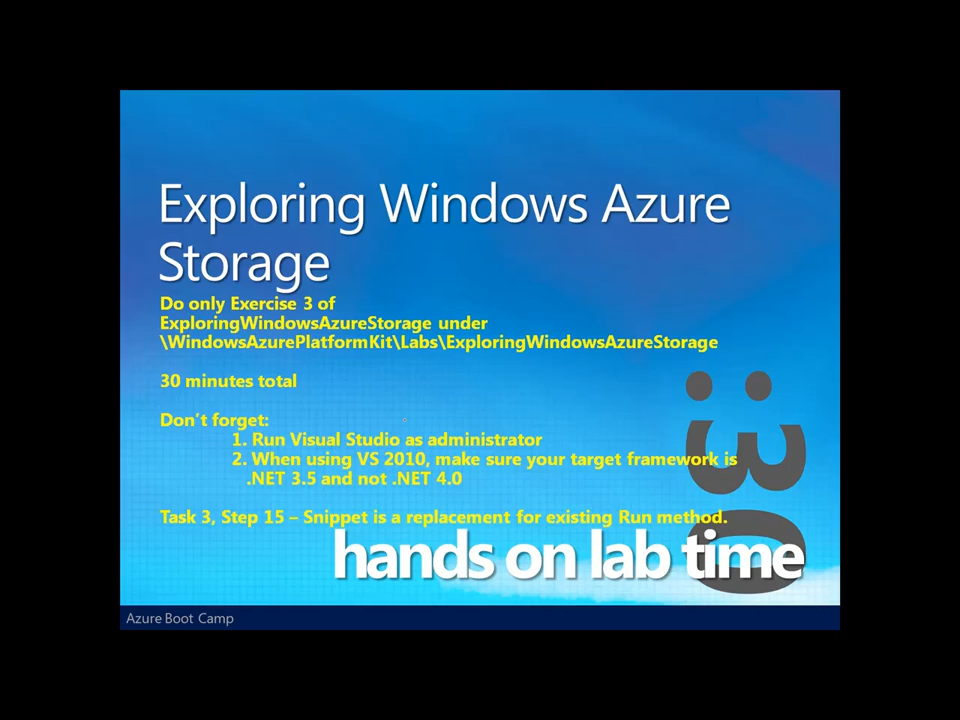 Exploring Windows Azure
Storage
Do only Exercise 3 of
ExploringWindowsAzureStorage under
\WindowsAzurePlatformKit\Labs\ExploringWindowsAzureStorage
30 minutes total
Don't forget:
1. Run Visual Studio as administrator
2. When using VS 2010, make sure your target framework is
.NET 3.5 and not .NET 4.0
Task 3, Step 15 – Snippet is a replacement for existing Run method.
:30
hands on lab time
Azure Boot Camp